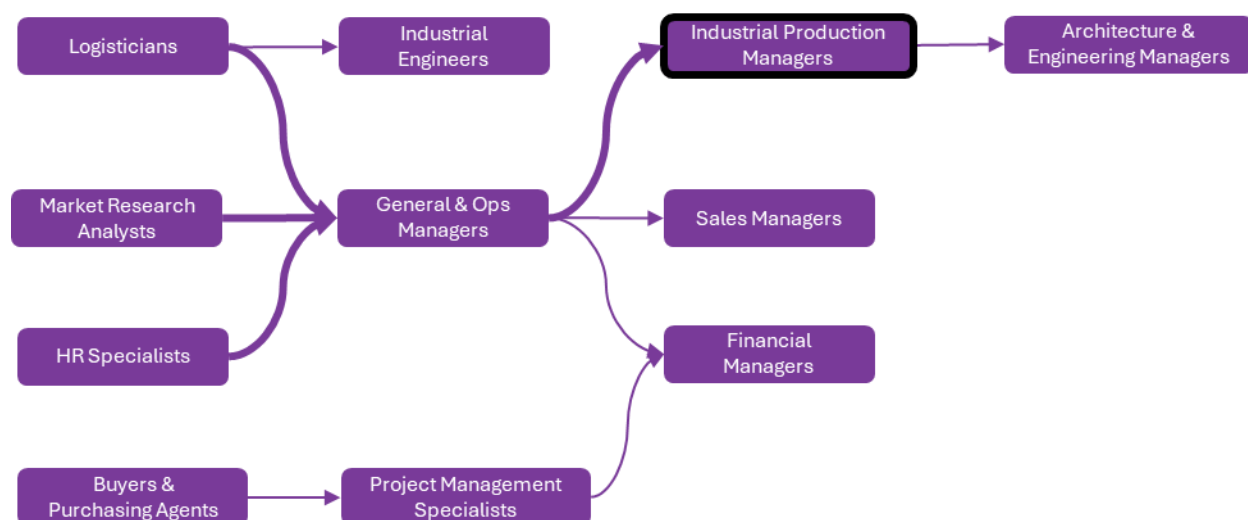 Logisticians
Industrial
Engineers
Industrial Production
Managers
Architecture &
Engineering Managers
Market Research
Analysts
General & Ops
Managers
Sales Managers
HR Specialists
Financial
Managers
Buyers &
Purchasing Agents
Project Management
Specialists